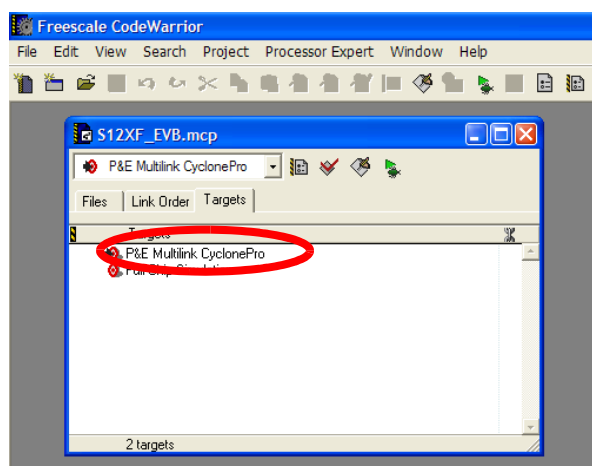 Freescale CodeWarrior
File Edit View Search Project Processor Expert Window Help
S12XF_EVB.mcp
P&E Multilink CyclonePro
Files Link Order Targets
Targets
P&E Multilink CyclonePro
2 targets